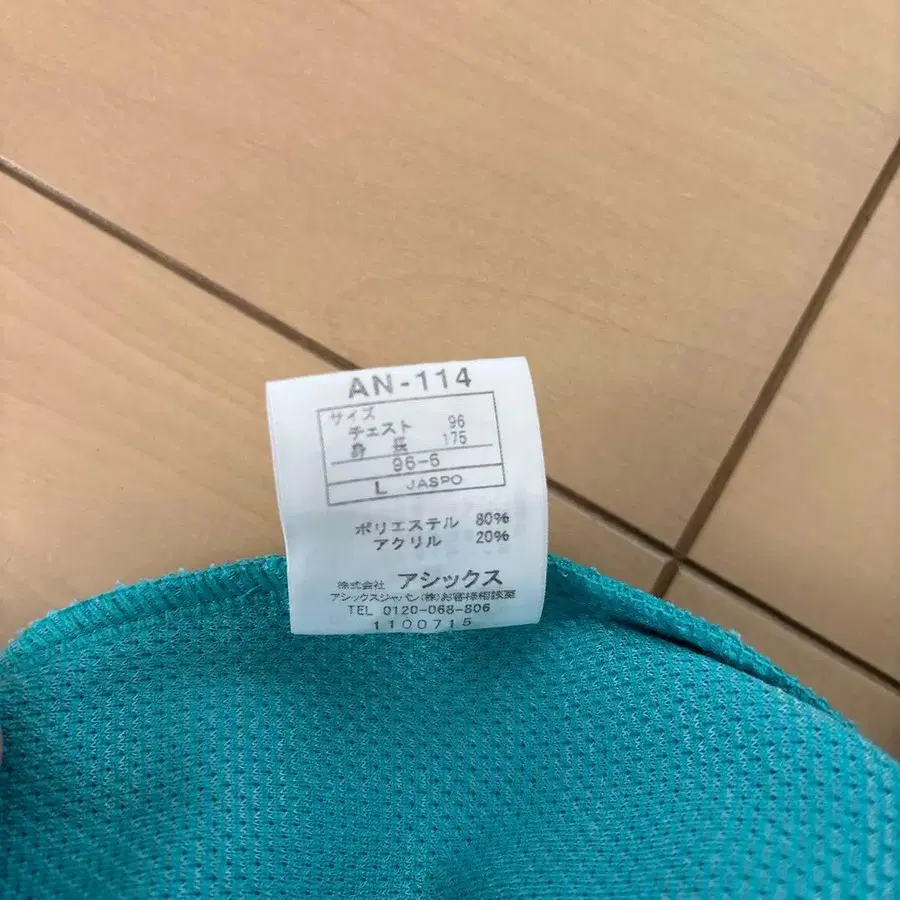 AN-114
サイズ
チェスト 96
身長 175
96-6
L JASPO
ポリエステル 80%
アクリル 20%
株式会社 アシックス
アシックスジャパン(株)お客様相談室
TEL 0120-068-806
1100715